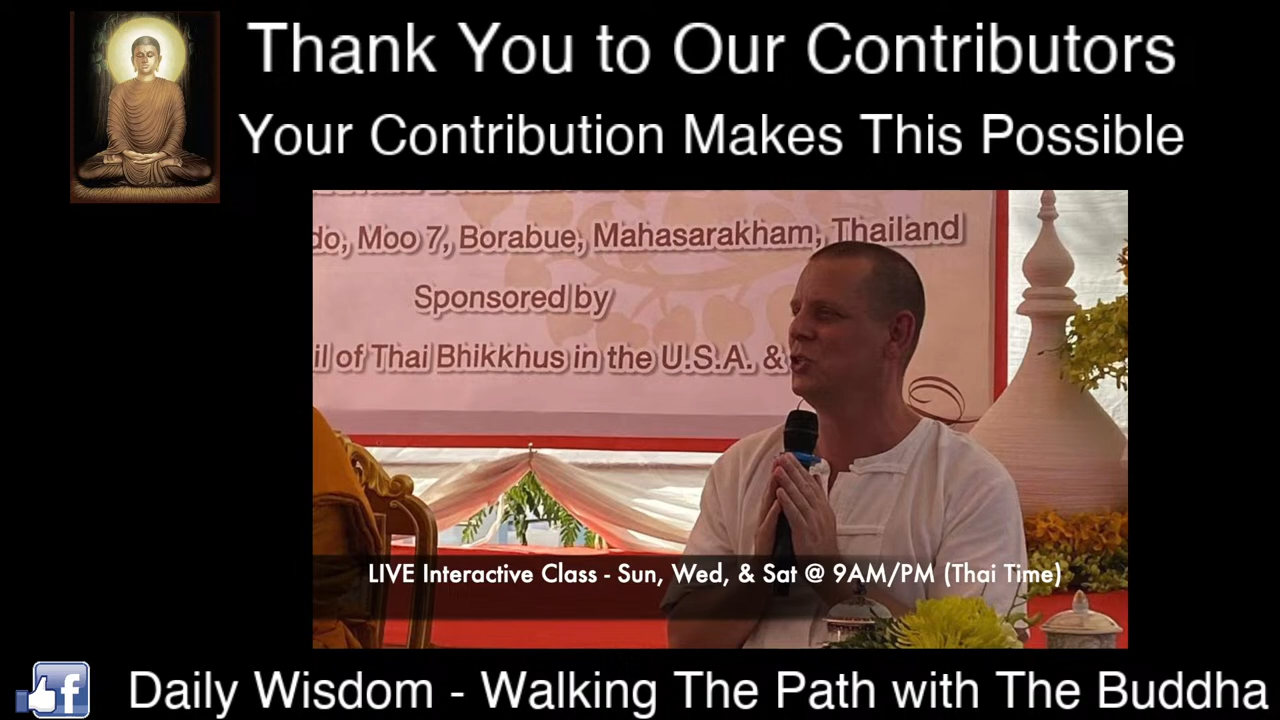 Thank You to Our Contributors
Your Contribution Makes This Possible
do, Moo 7, Borabue, Mahasarakham, Thailand
Sponsored by
il of Thai Bhikkhus in the U.S.A. &
LIVE Interactive Class - Sun, Wed, & Sat @ 9AM/PM (Thai Time)
f
Daily Wisdom - Walking The Path with The Buddha